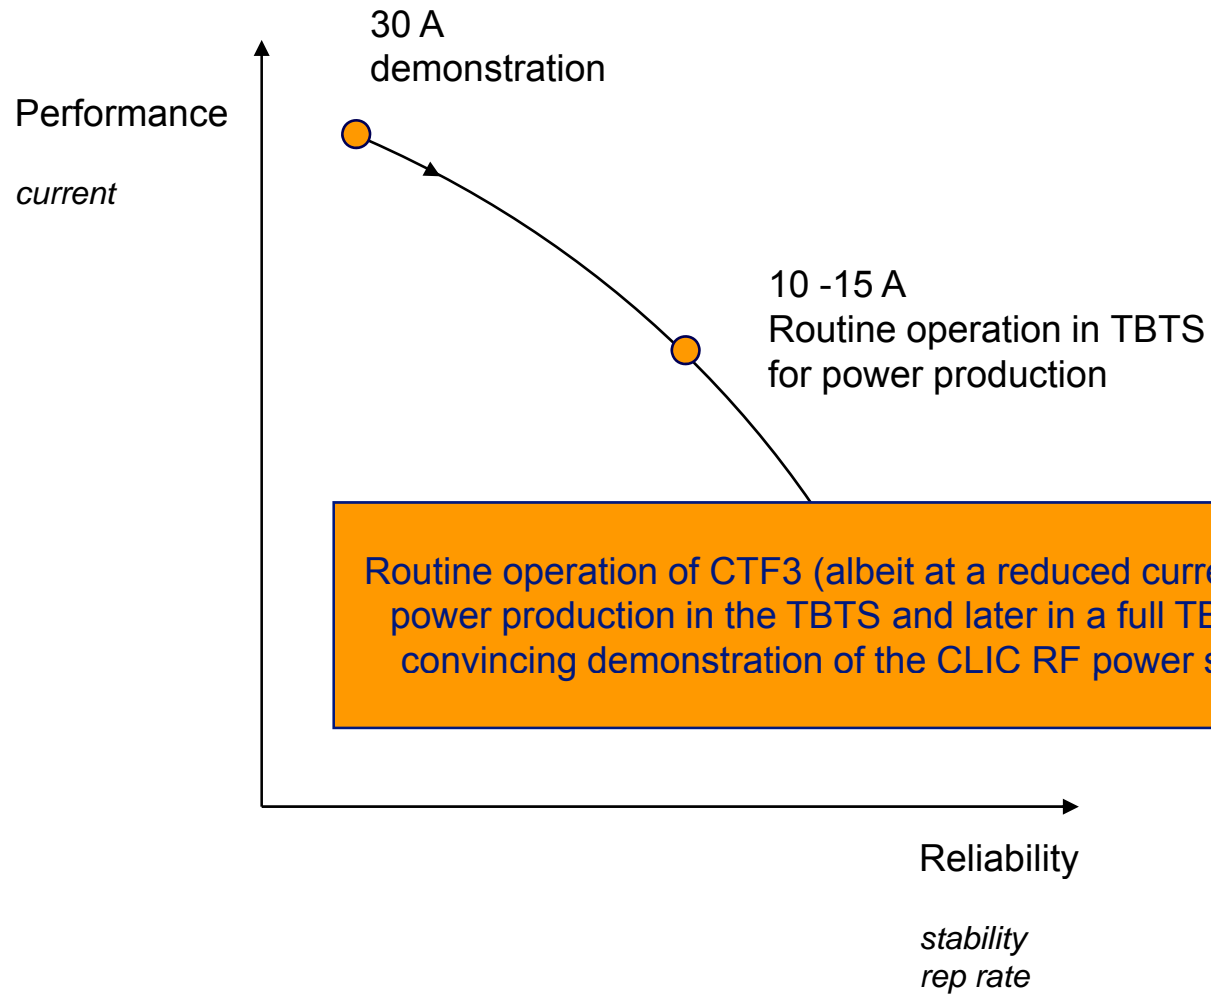 30 A
demonstration
Performance
current
10 -15 A
Routine operation in TBTS
for power production
Routine operation of CTF3 (albeit at a reduced
power production in the TBTS and later in a full
convincing demonstration of the CLIC RF power
Reliability
stability
rep rate